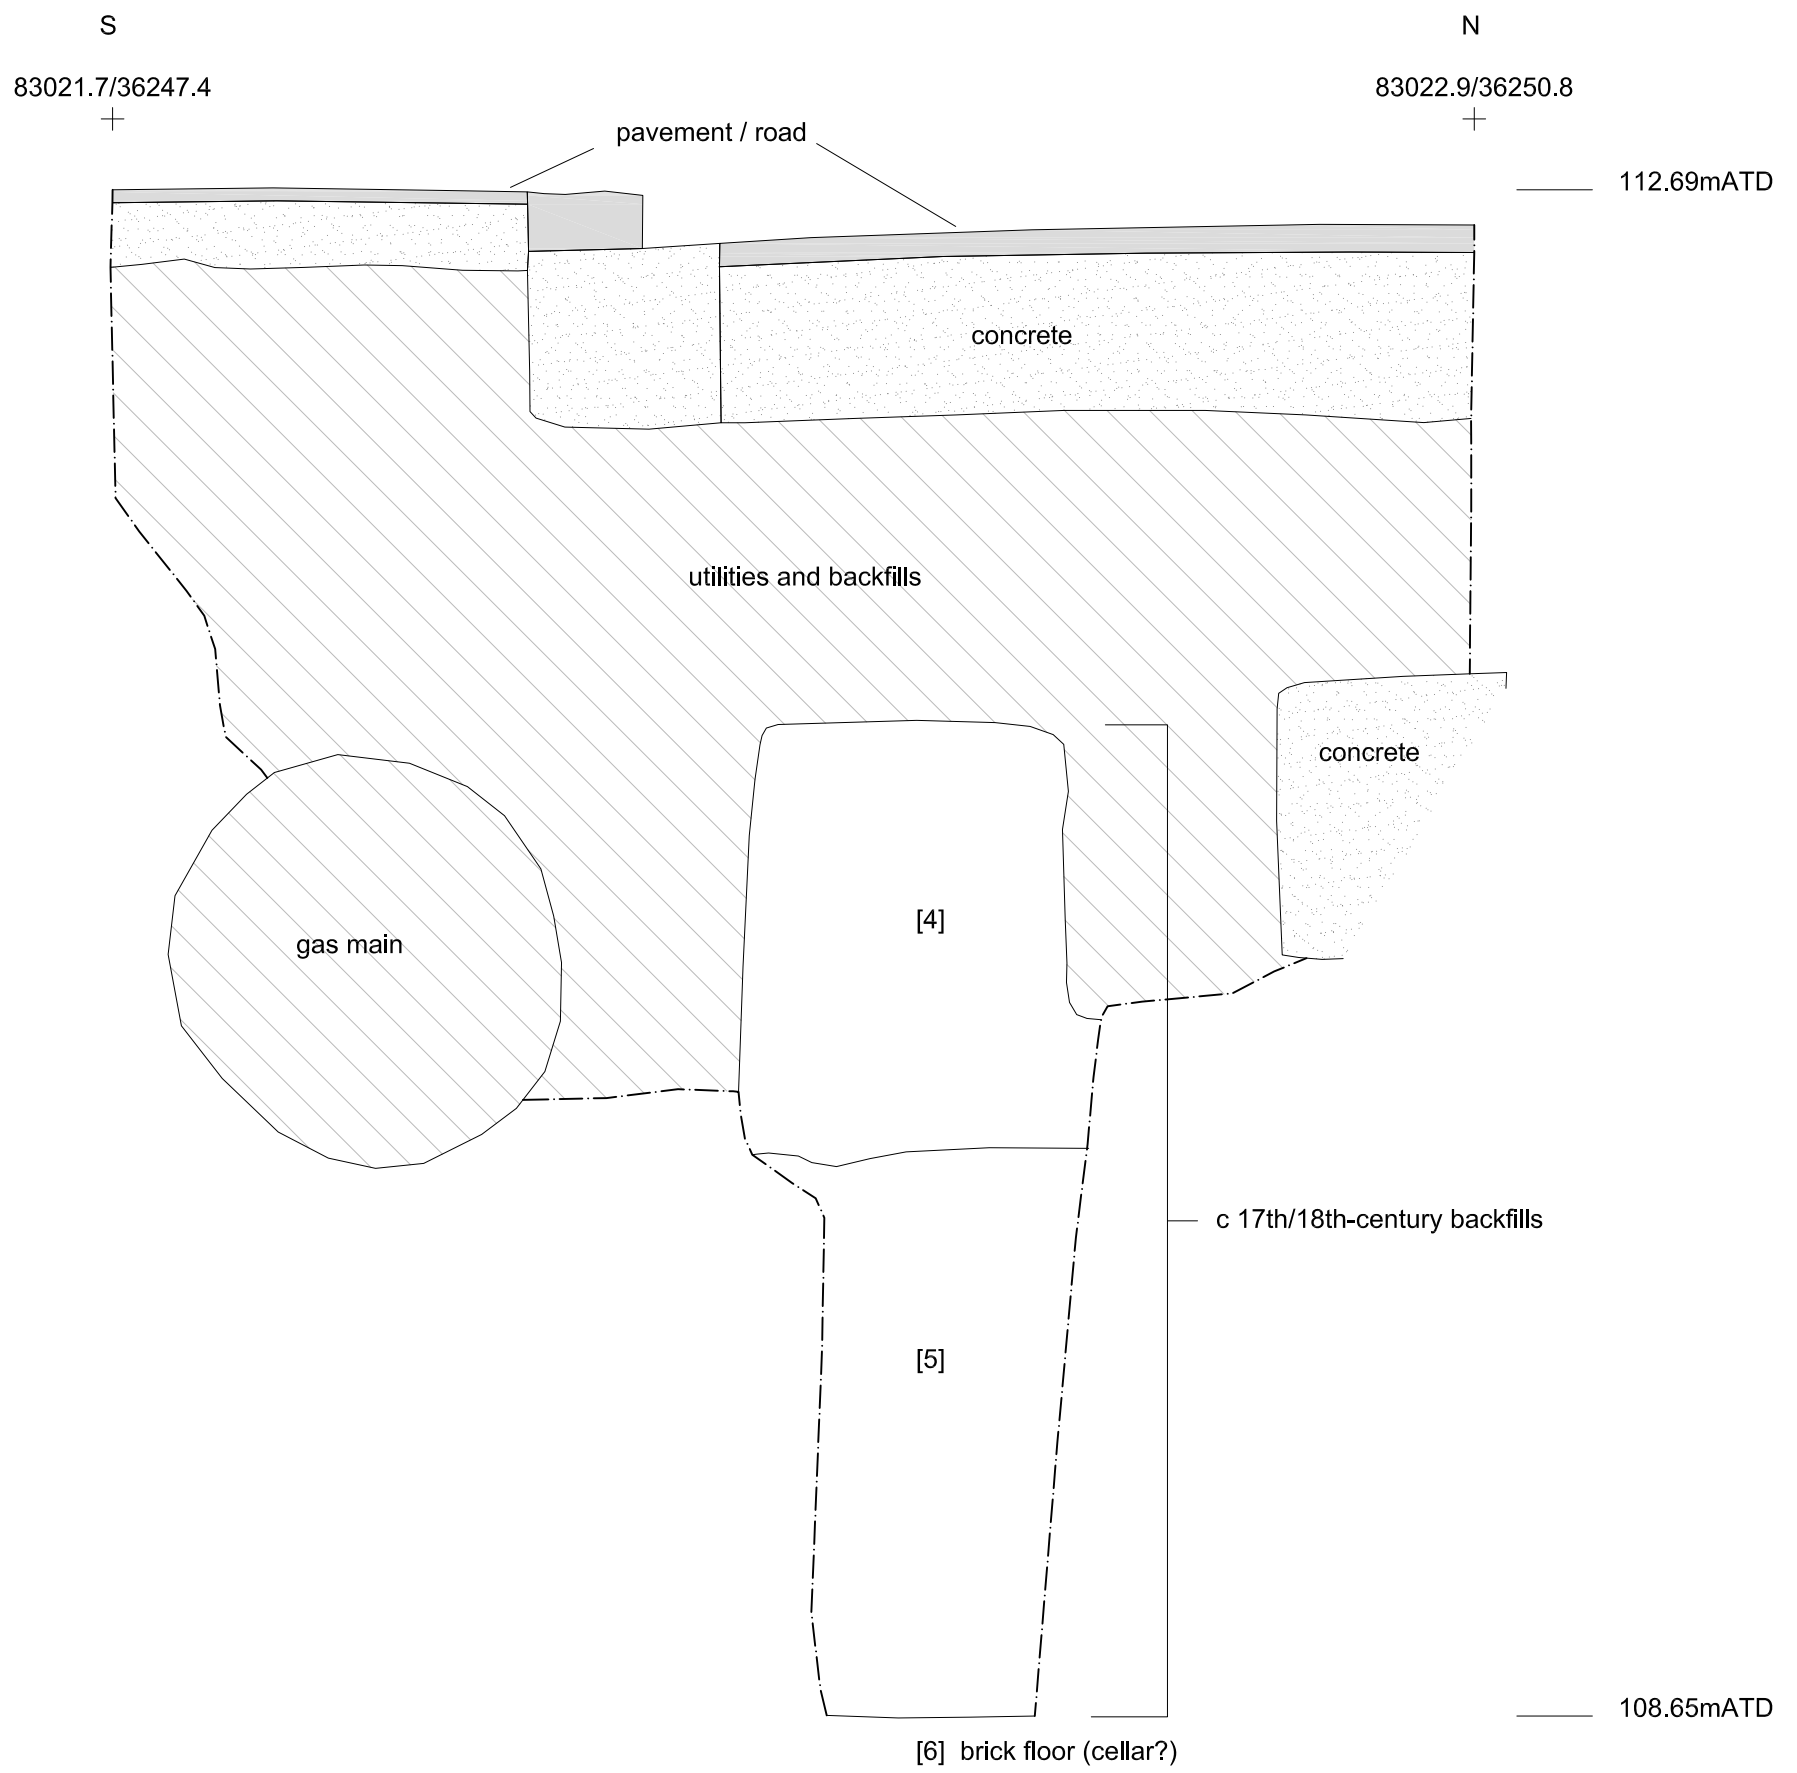 S
N
83021.7/36247.4
83022.9/36250.8
pavement / road
112.69mATD
concrete
utilities and backfills
concrete
[4]
gas main
c 17th/18th-century backfills
[5]
108.65mATD
[6] brick floor (cellar?)